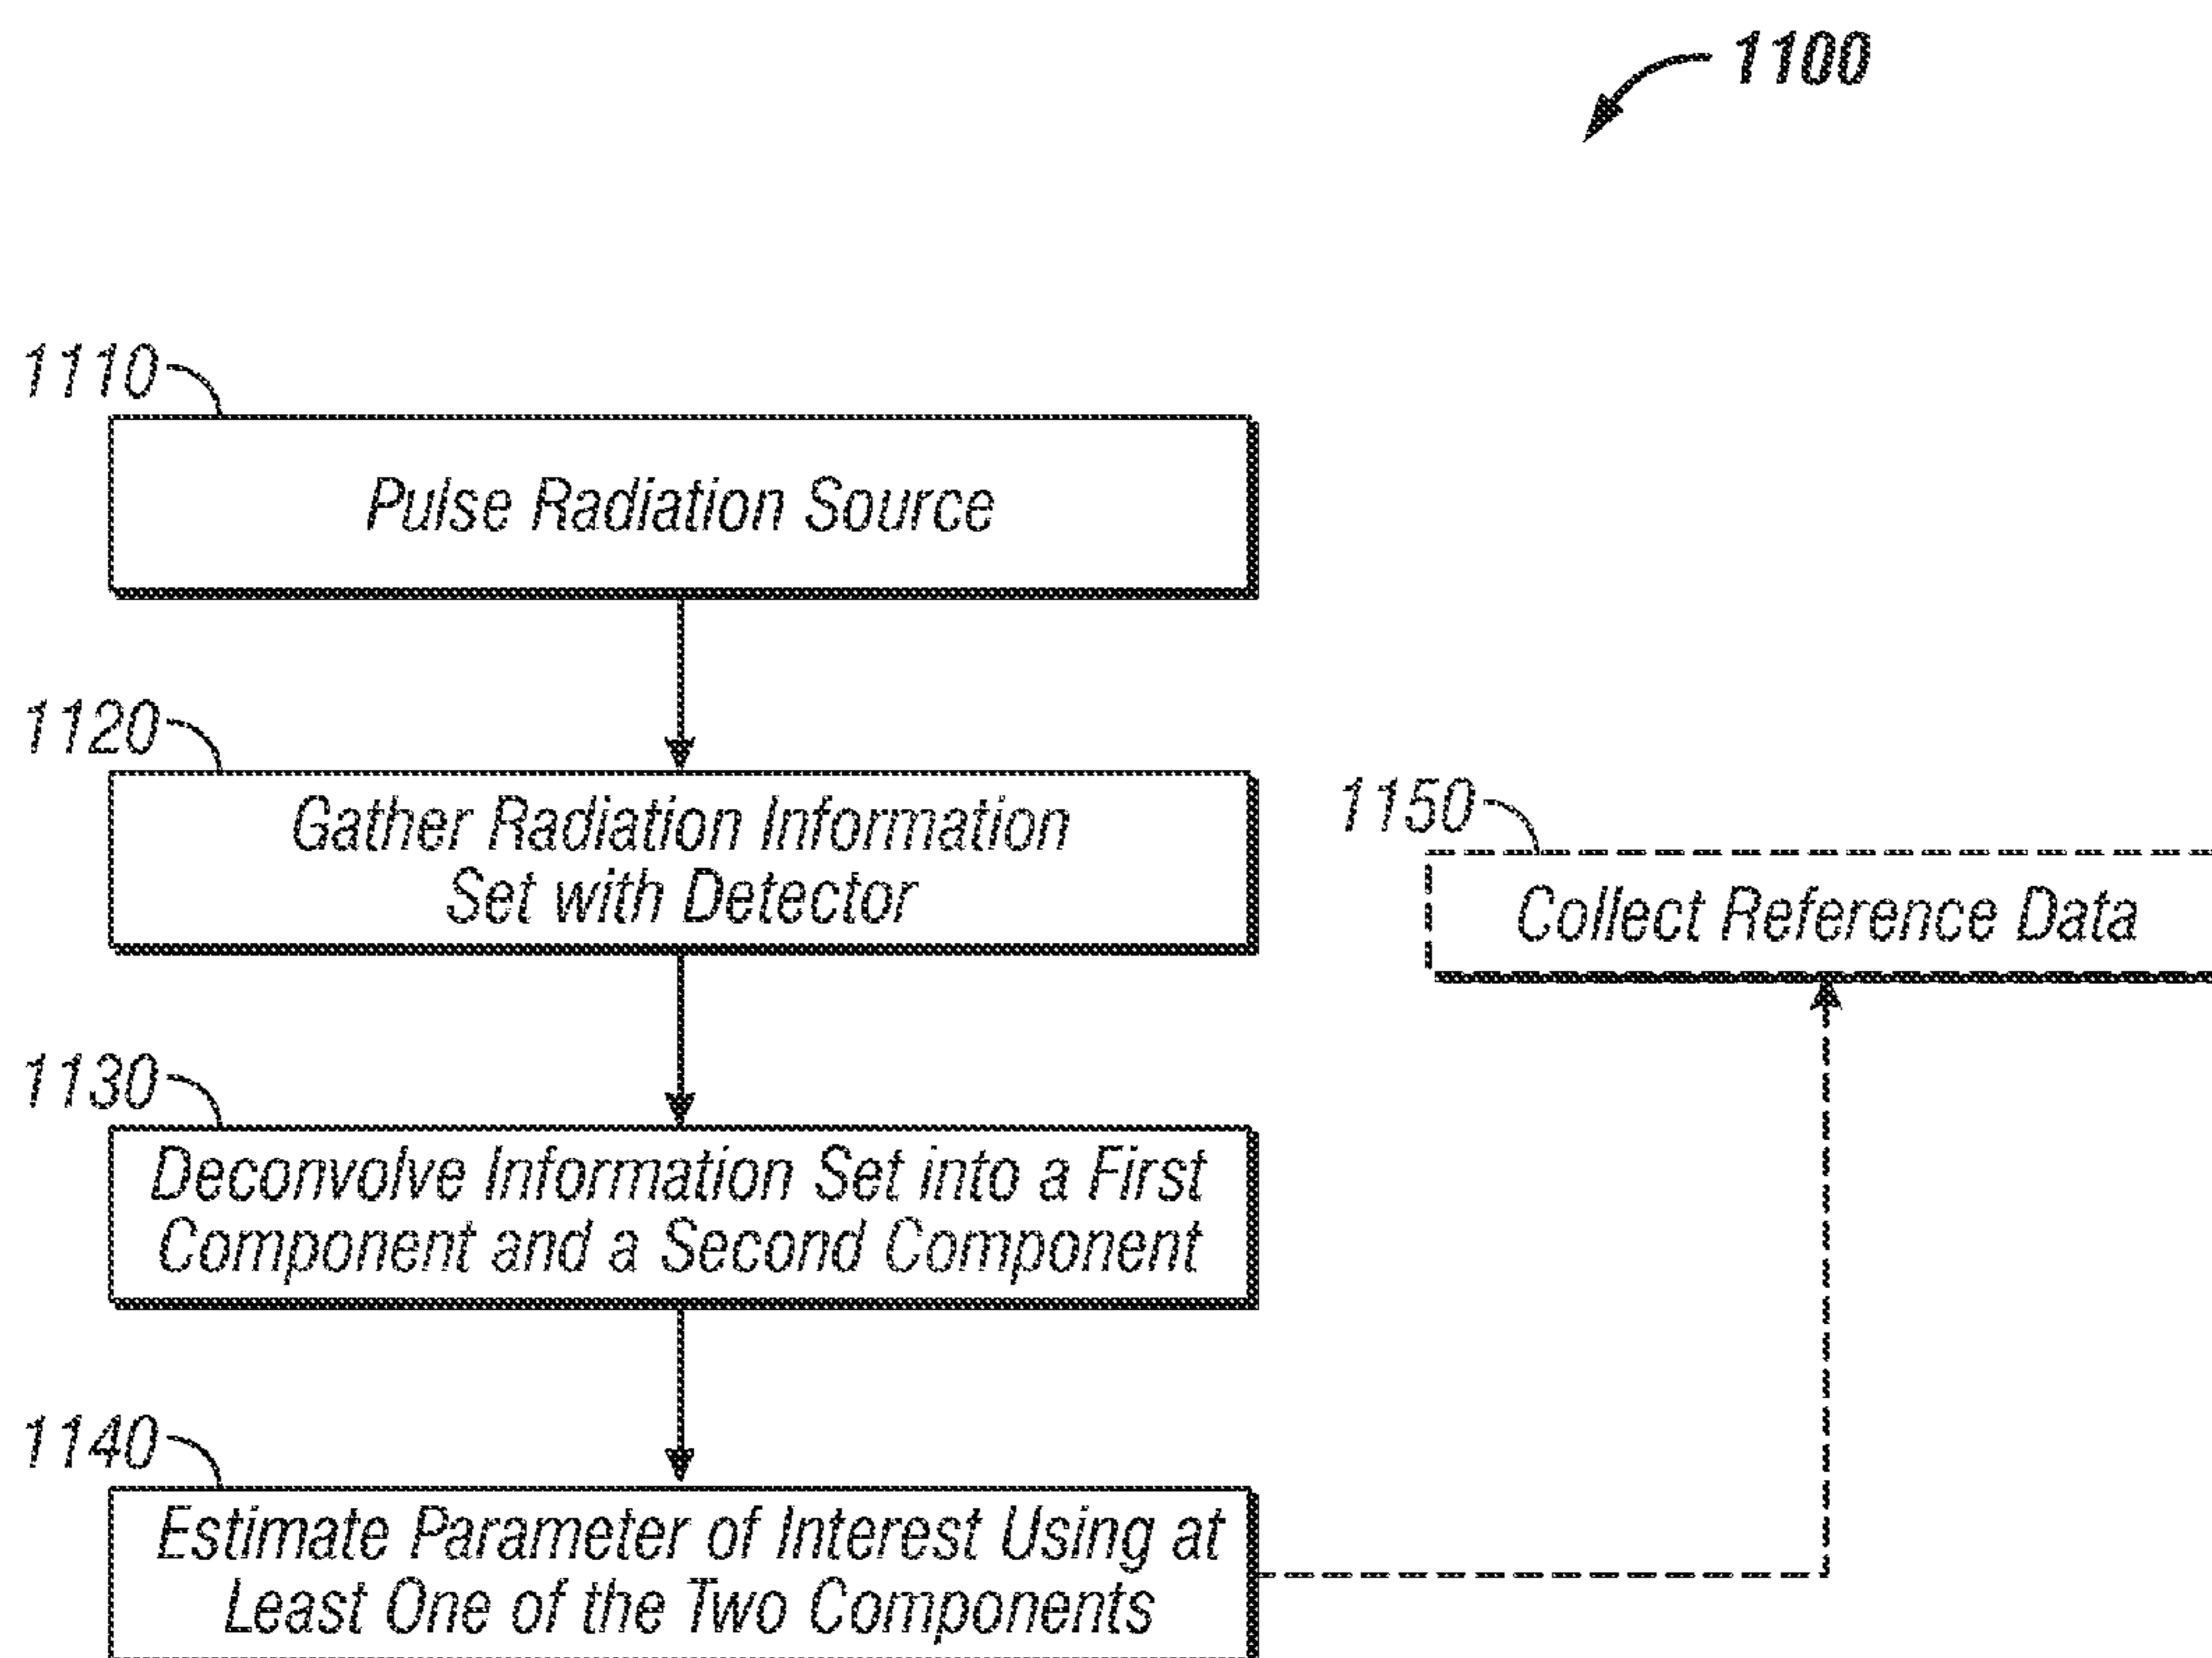 1100
1110
Pulse Radiation Source
1120
Gather Radiation Information
Set with Detector
1150
Collect Reference Data
1130
Deconvolve Information Set into a First
Component and a Second Component
1140
Estimate Parameter of Interest Using at
Least One of the Two Components